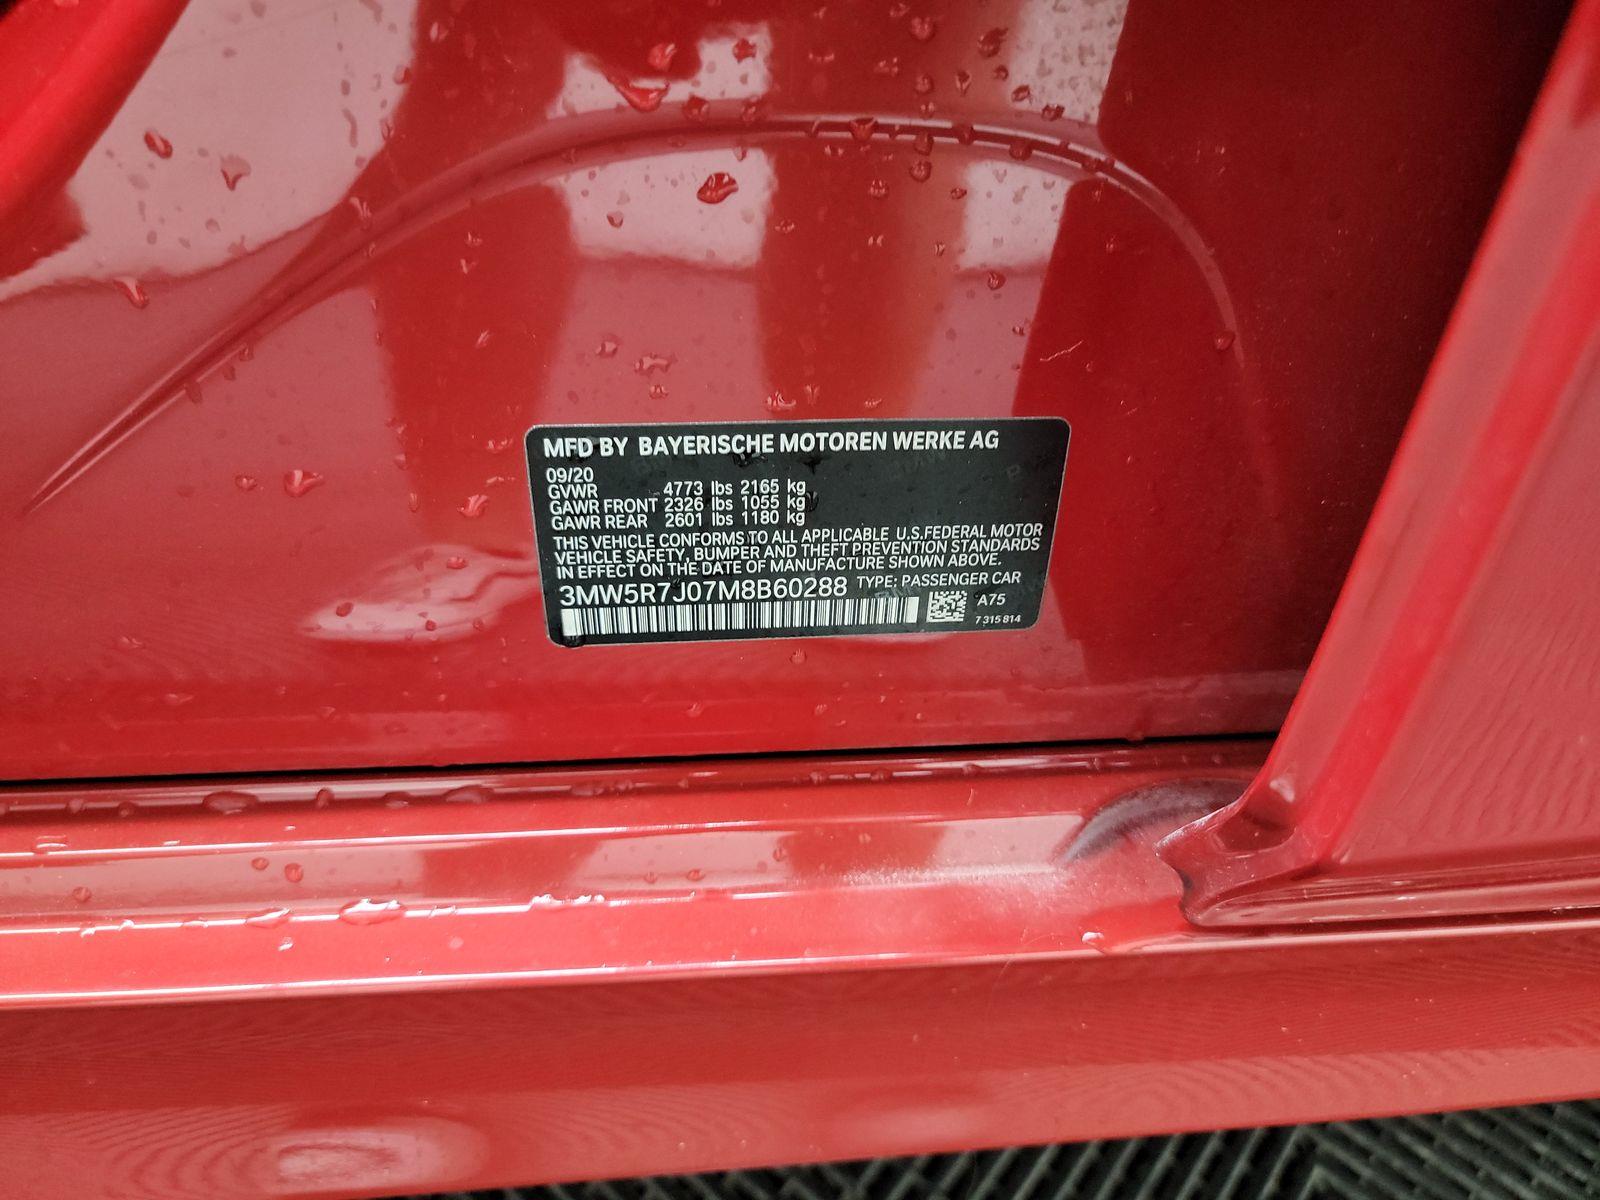 MFD BY BAYERISCHE MOTOREN WERKE AG
09/20
GVWR 4773 lbs 2165 kg
GAWR FRONT 2326 lbs 1055 kg
GAWR REAR 2601 lbs 1180 kg
THIS VEHICLE CONFORMS TO ALL APPLICABLE U.S.FEDERAL MOTOR
VEHICLE SAFETY, BUMPER AND THEFT PREVENTION STANDARDS
IN EFFECT ON THE DATE OF MANUFACTURE SHOWN ABOVE.
3MW5R7J07M8B60288 TYPE: PASSENGER CAR
A75
7 315 814